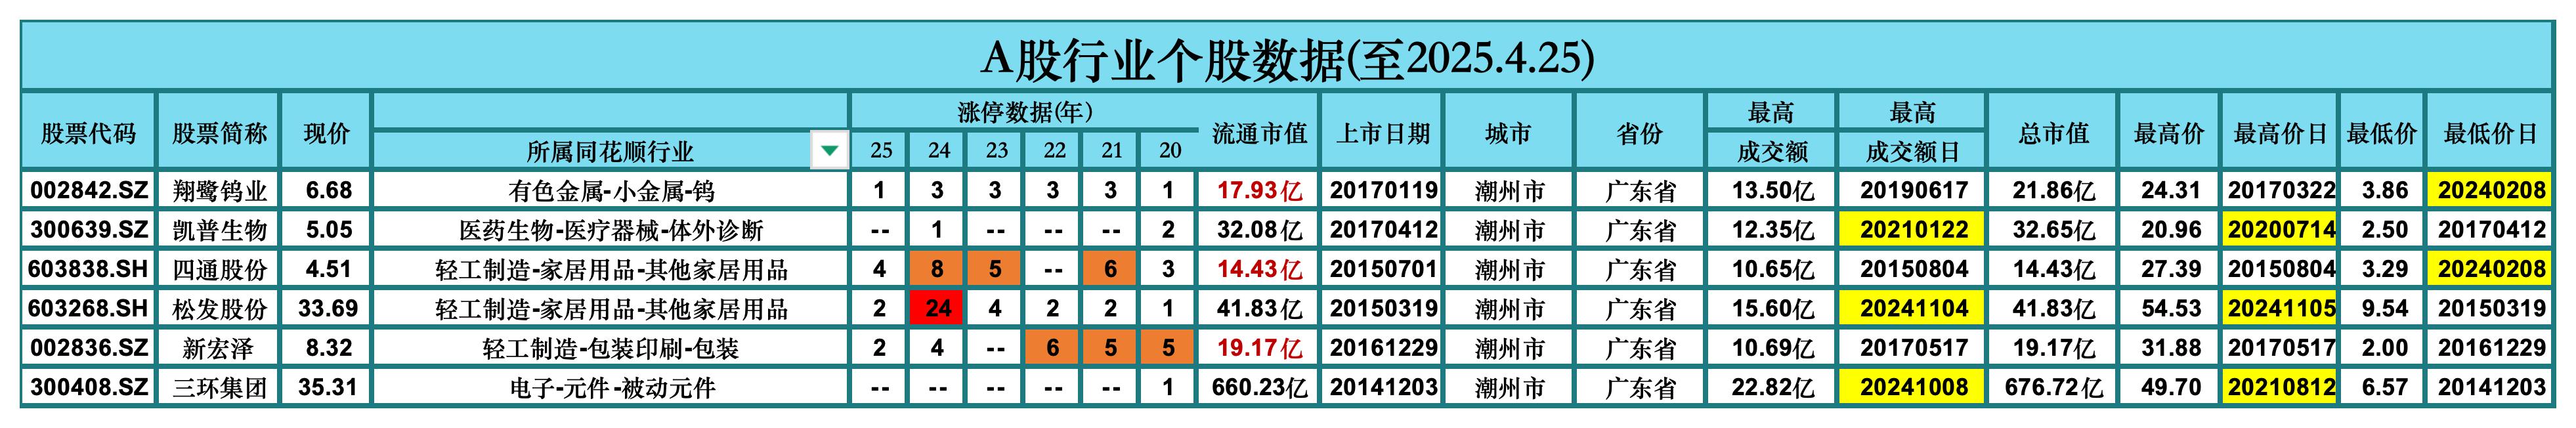 A股行业个股数据(至2025.4.25)
股票代码 股票简称 现价 所属同花顺行业 涨停数据(年) 25 24 23 22 21 20 流通市值 上市日期 城市 省份 最高成交额 最高成交额日 总市值 最高价 最高价日 最低价 最低价日
002842.SZ 翔鹭钨业 6.68 有色金属-小金属-钨 1 3 3 3 3 1 17.93亿 20170119 潮州市 广东省 13.50亿 20190617 21.86亿 24.31 20170322 3.86 20240208
300639.SZ 凯普生物 5.05 医药生物-医疗器械-体外诊断 -- 1 -- -- -- 2 32.08亿 20170412 潮州市 广东省 12.35亿 20210122 32.65亿 20.96 20200714 2.50 20170412
603838.SH 四通股份 4.51 轻工制造-家居用品-其他家居用品 4 8 5 -- 6 3 14.43亿 20150701 潮州市 广东省 10.65亿 20150804 14.43亿 27.39 20150804 3.29 20240208
603268.SH 松发股份 33.69 轻工制造-家居用品-其他家居用品 2 24 4 2 2 1 41.83亿 20150319 潮州市 广东省 15.60亿 20241104 41.83亿 54.53 20241105 9.54 20150319
002836.SZ 新宏泽 8.32 轻工制造-包装印刷-包装 2 4 -- 6 5 5 19.17亿 20161229 潮州市 广东省 10.69亿 20170517 19.17亿 31.88 20170517 2.00 20161229
300408.SZ 三环集团 35.31 电子-元件-被动元件 -- -- -- -- -- 1 660.23亿 20141203 潮州市 广东省 22.82亿 20241008 676.72亿 49.70 20210812 6.57 20141203